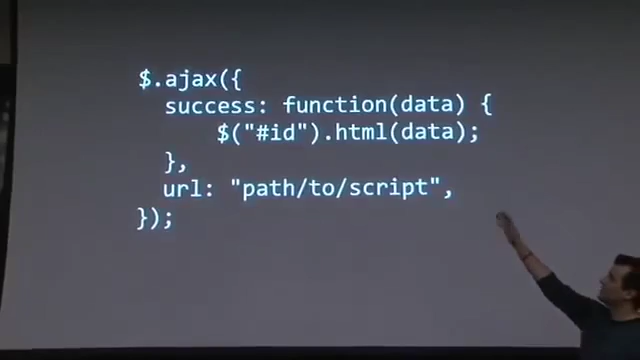 $.ajax({
success: function(data) {
$("#id").html(data);
},
url: "path/to/script",
});